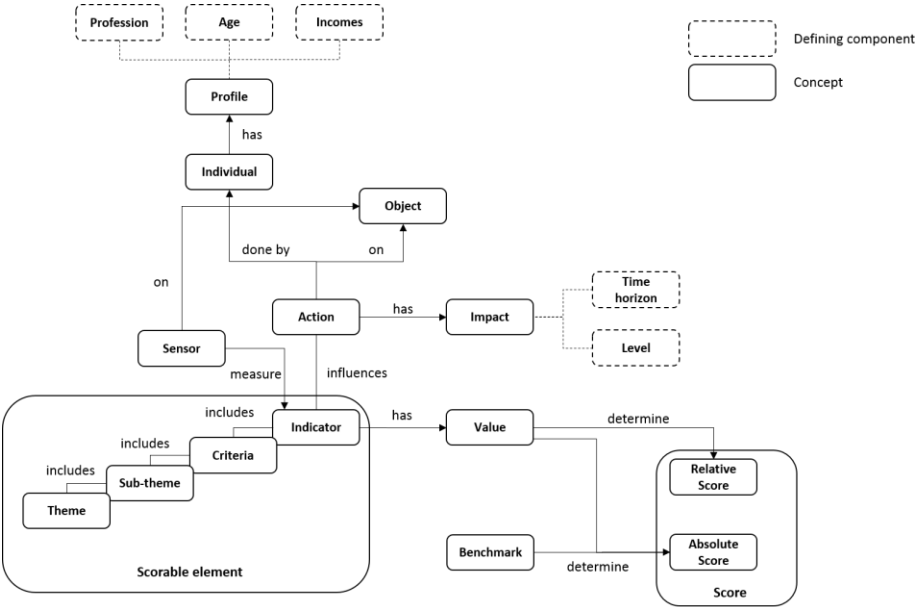 Profession
Age
Incomes
Defining component
Concept
Profile
has
Individual
Object
done by
on
on
Time
horizon
Action
has
Impact
Sensor
Level
measure
influences
includes
Indicator
has
Value
determine
includes
Criteria
includes
Sub-theme
Relative
Score
Theme
Benchmark
Absolute
Score
determine
Scorable element
Score